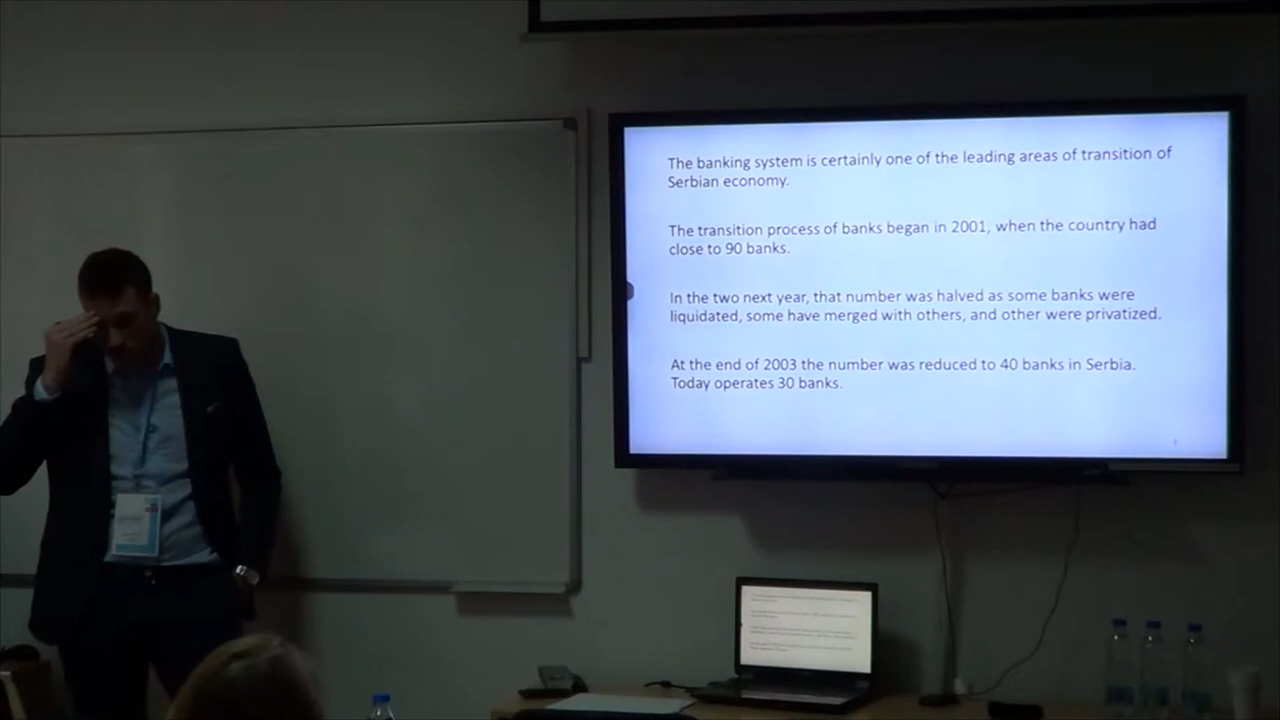 The banking system is certainly one of the leading areas of transition of
Serbian economy.
The transition process of banks began in 2001, when the country had
close to 90 banks.
In the two next year, that number was halved as some banks were
liquidated, some have merged with others, and other were privatized.
At the end of 2003 the number was reduced to 40 banks in Serbia.
Today operates 30 banks.